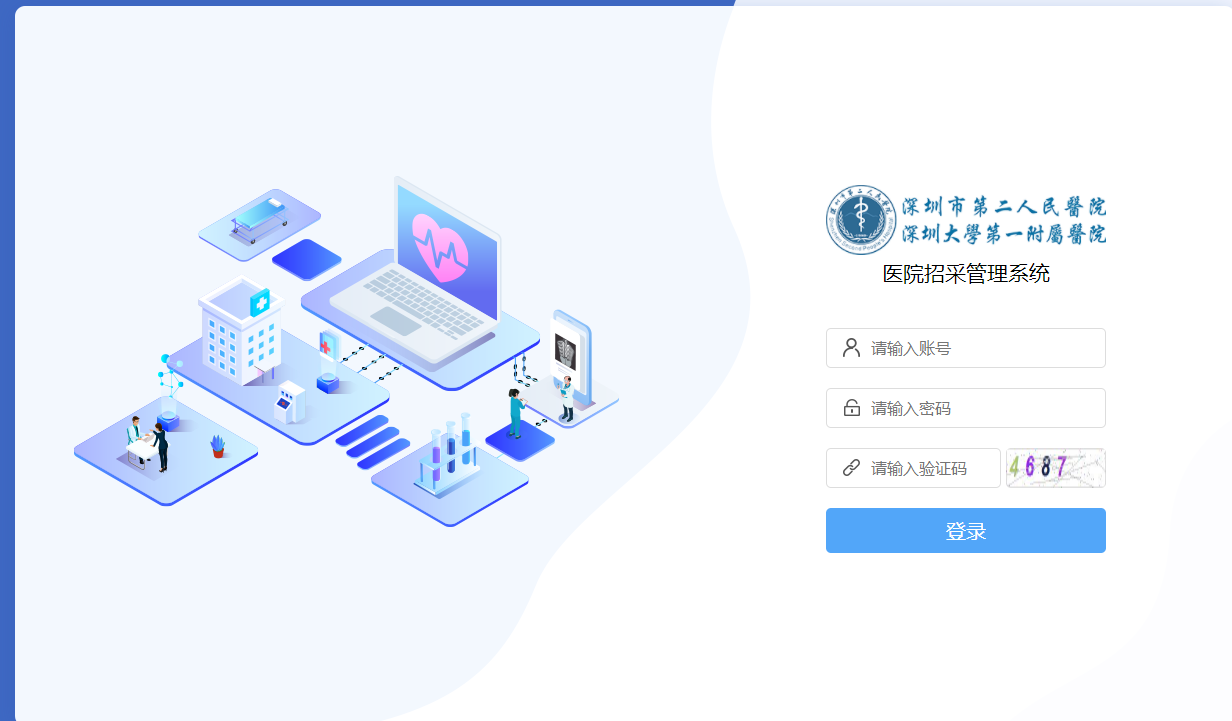 深圳市第二人民醫院
深圳大學第一附屬醫院
医院招采管理系统
请输入账号
请输入密码
请输入验证码
4687
登录